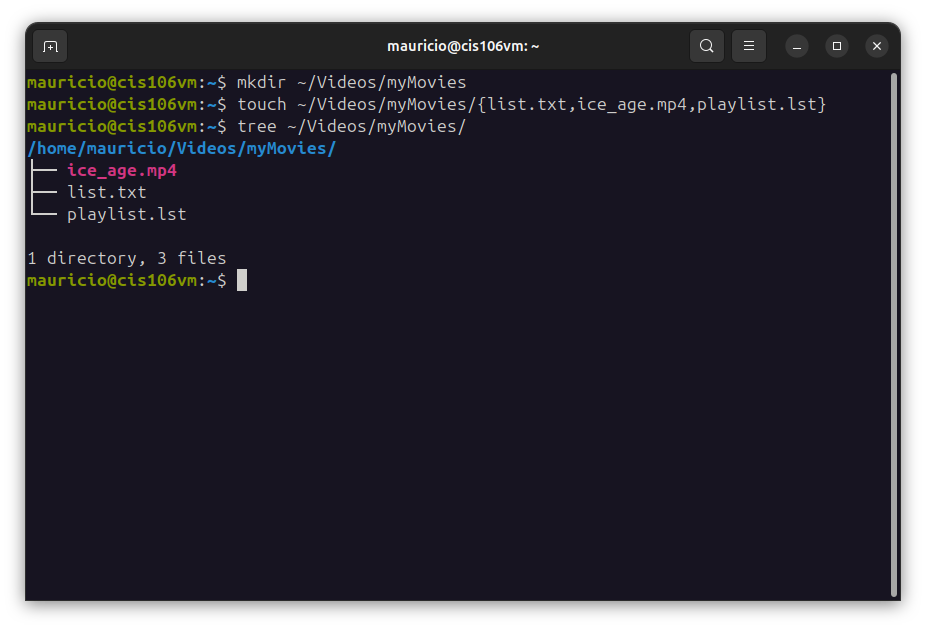 mauricio@cis106vm: ~
mauricio@cis106vm:~$ mkdir ~/Videos/myMovies
mauricio@cis106vm:~$ touch ~/Videos/myMovies/{list.txt,ice_age.mp4,playlist.lst}
mauricio@cis106vm:~$ tree ~/Videos/myMovies/
/home/mauricio/Videos/myMovies/
├── ice_age.mp4
├── list.txt
└── playlist.lst
1 directory, 3 files
mauricio@cis106vm:~$